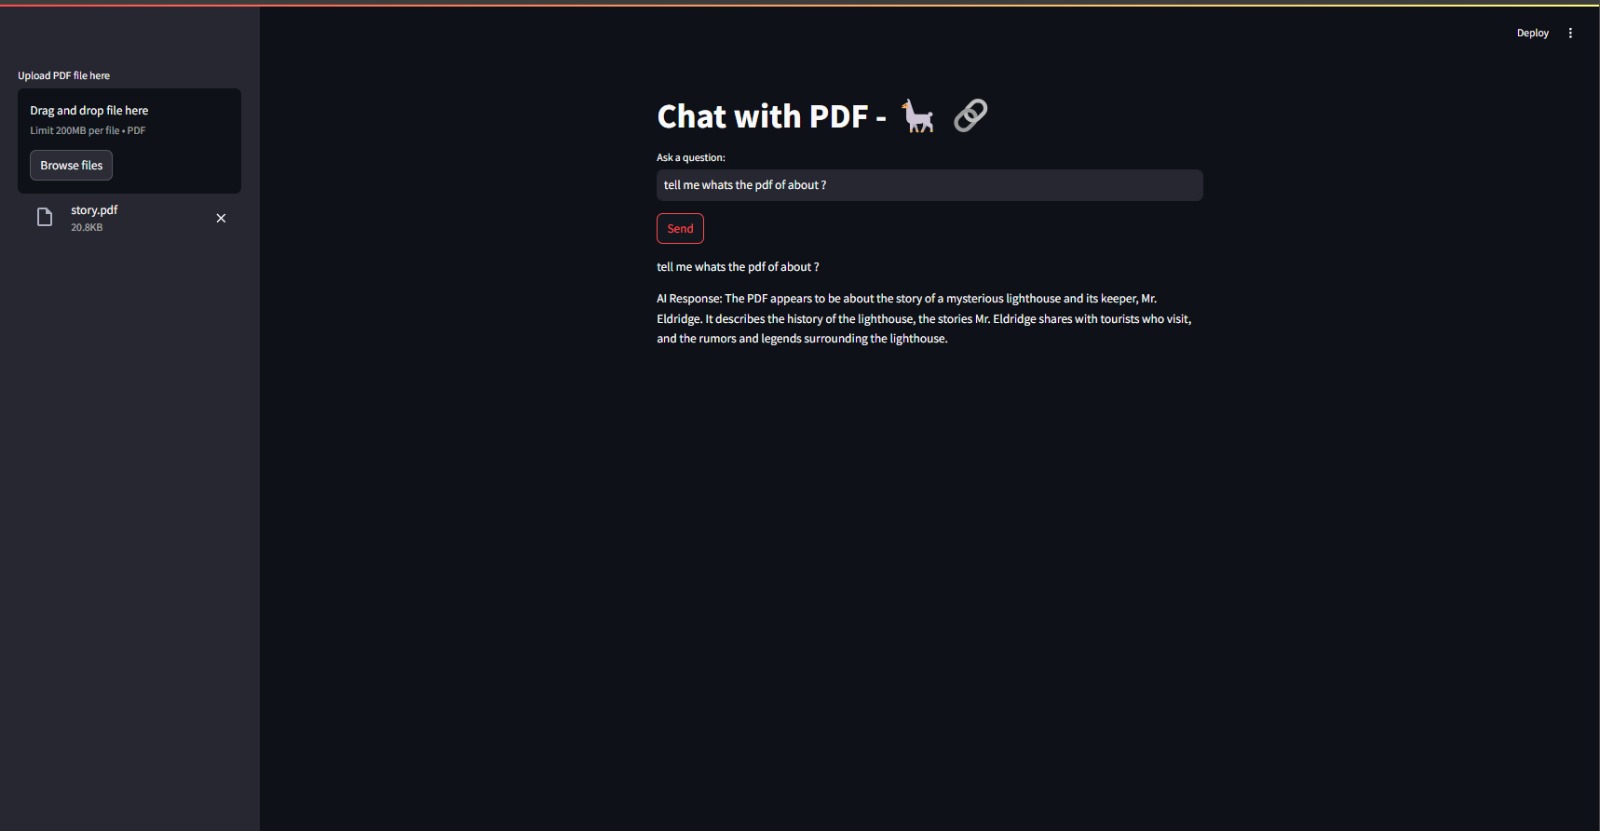 Deploy
Upload PDF file here
Drag and drop file here
Limit 200MB per file • PDF
Browse files
story.pdf
20.8KB
Chat with PDF - 🦙 🔗
Ask a question:
tell me whats the pdf of about ?
Send
tell me whats the pdf of about ?
AI Response: The PDF appears to be about the story of a mysterious lighthouse and its keeper, Mr.
Eldridge. It describes the history of the lighthouse, the stories Mr. Eldridge shares with tourists who visit,
and the rumors and legends surrounding the lighthouse.